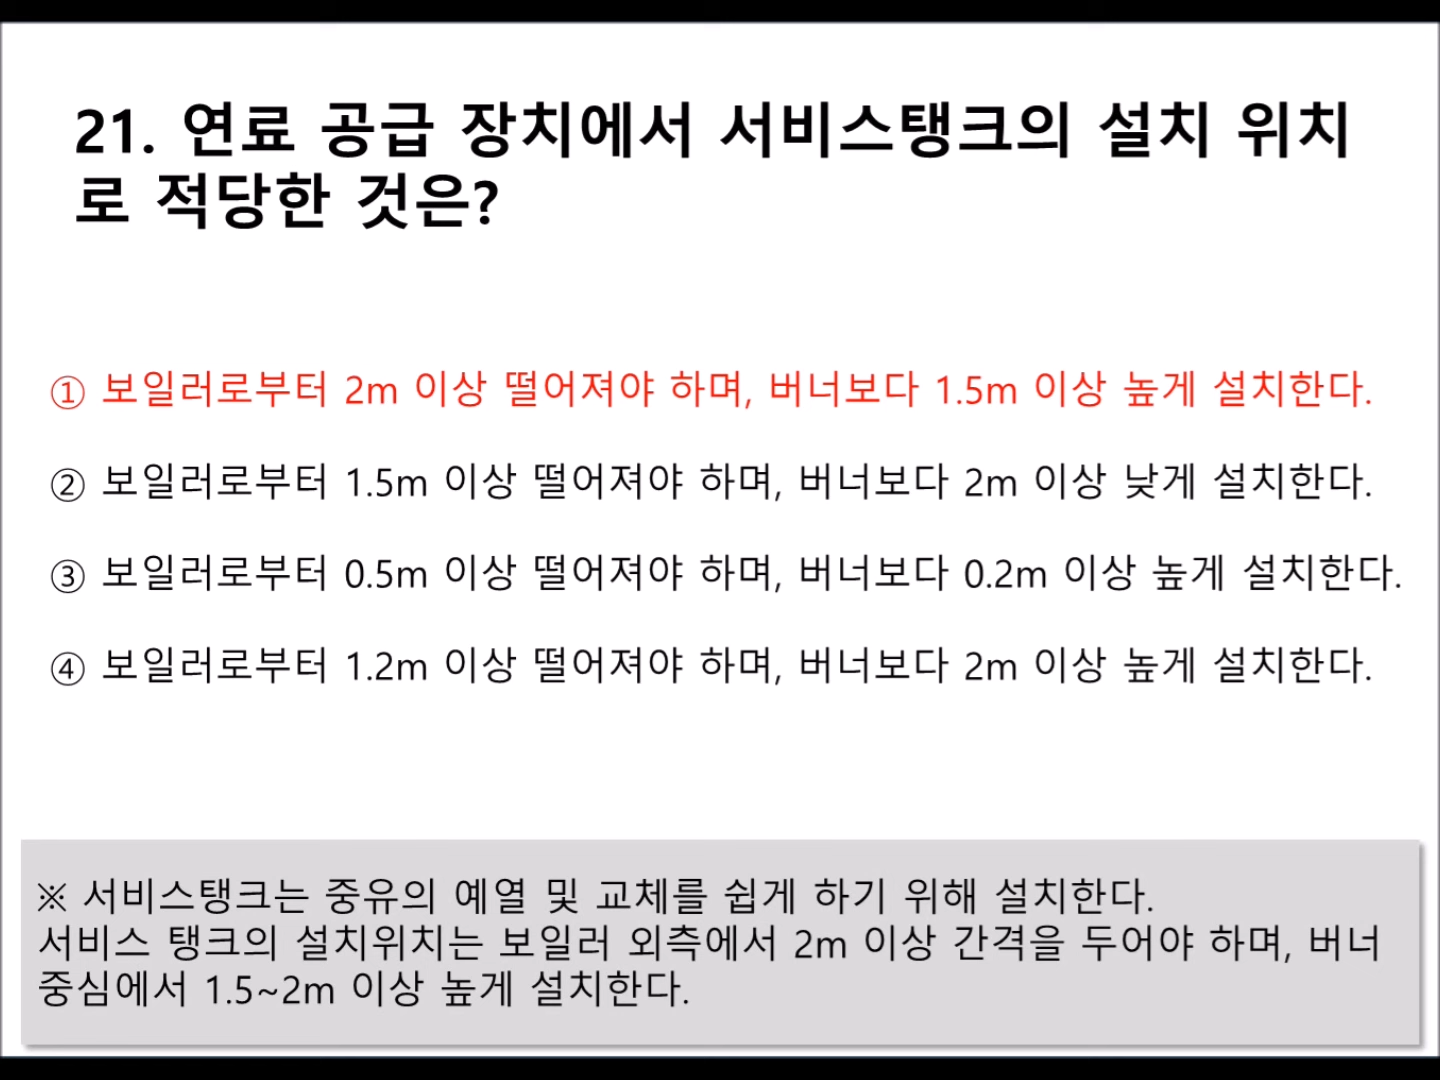 21. 연료 공급 장치에서 서비스탱크의 설치 위치
로 적당한 것은?
① 보일러로부터 2m 이상 떨어져야 하며, 버너보다 1.5m 이상 높게 설치한다.
② 보일러로부터 1.5m 이상 떨어져야 하며, 버너보다 2m 이상 낮게 설치한다.
③ 보일러로부터 0.5m 이상 떨어져야 하며, 버너보다 0.2m 이상 높게 설치한다.
④ 보일러로부터 1.2m 이상 떨어져야 하며, 버너보다 2m 이상 높게 설치한다.
※ 서비스탱크는 중유의 예열 및 교체를 쉽게 하기 위해 설치한다.
서비스 탱크의 설치위치는 보일러 외측에서 2m 이상 간격을 두어야 하며, 버너
중심에서 1.5~2m 이상 높게 설치한다.